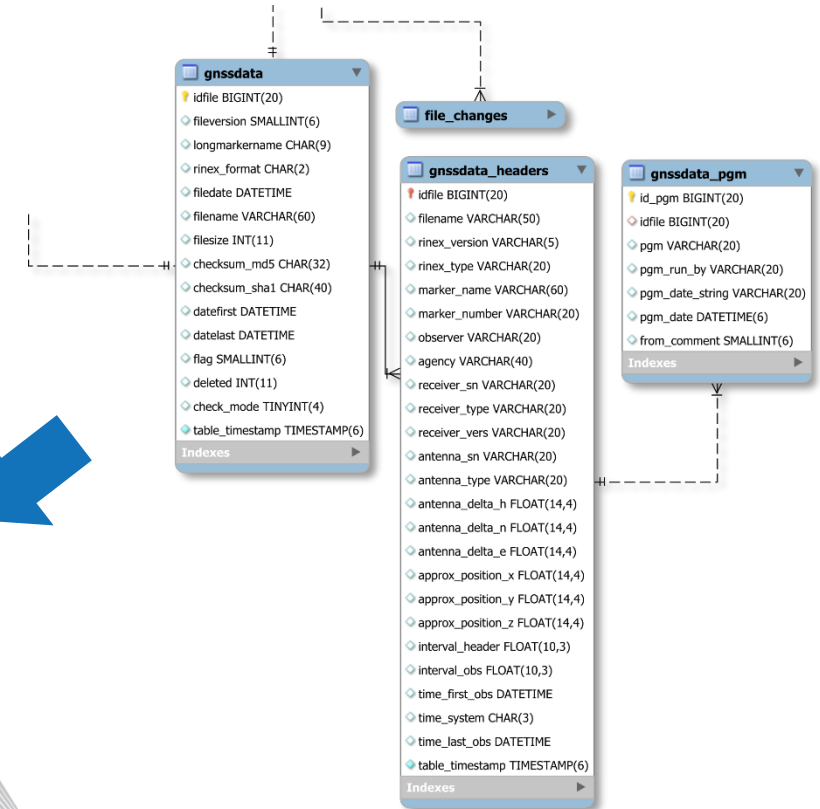 gnssdata
idfile BIGINT(20)
fileversion SMALLINT(6)
longmarkername CHAR(9)
rinex_format CHAR(2)
filedate DATETIME
filename VARCHAR(60)
filesize INT(11)
checksum_md5 CHAR(32)
checksum_sha1 CHAR(40)
datefirst DATETIME
datelast DATETIME
flag SMALLINT(6)
deleted INT(11)
check_mode TINYINT(4)
table_timestamp TIMESTAMP(6)
Indexes
file_changes
gnssdata_headers
idfile BIGINT(20)
filename VARCHAR(50)
rinex_version VARCHAR(5)
rinex_type VARCHAR(20)
marker_name VARCHAR(60)
marker_number VARCHAR(20)
observer VARCHAR(20)
agency VARCHAR(40)
receiver_sn VARCHAR(20)
receiver_type VARCHAR(20)
receiver_vers VARCHAR(20)
antenna_sn VARCHAR(20)
antenna_type VARCHAR(20)
antenna_delta_h FLOAT(14,4)
antenna_delta_n FLOAT(14,4)
antenna_delta_e FLOAT(14,4)
approx_position_x FLOAT(14,4)
approx_position_y FLOAT(14,4)
approx_position_z FLOAT(14,4)
interval_header FLOAT(10,3)
interval_obs FLOAT(10,3)
time_first_obs DATETIME
time_system CHAR(3)
time_last_obs DATETIME
table_timestamp TIMESTAMP(6)
Indexes
gnssdata_pgm
id_pgm BIGINT(20)
idfile BIGINT(20)
pgm VARCHAR(20)
pgm_run_by VARCHAR(20)
pgm_date_string VARCHAR(20)
pgm_date DATETIME(6)
from_comment SMALLINT(6)
Indexes